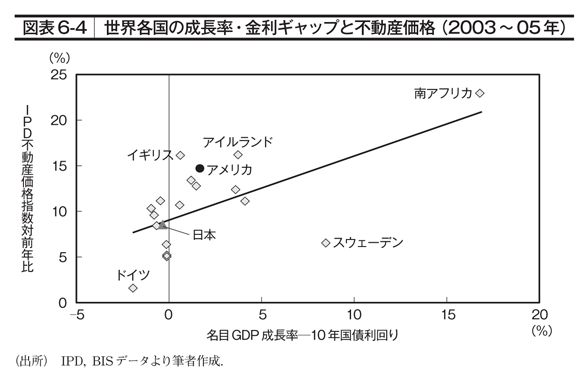 図表6-4 世界各国の成長率・金利ギャップと不動産価格（2003～05年）
(%)
25
20
15
10
5
0
IPD不動産価格指数対前年比
南アフリカ
アイルランド
イギリス
アメリカ
日本
スウェーデン
ドイツ
-5 0 5 10 15 20
(%)
名目GDP成長率―10年国債利回り
（出所） IPD, BISデータより筆者作成.